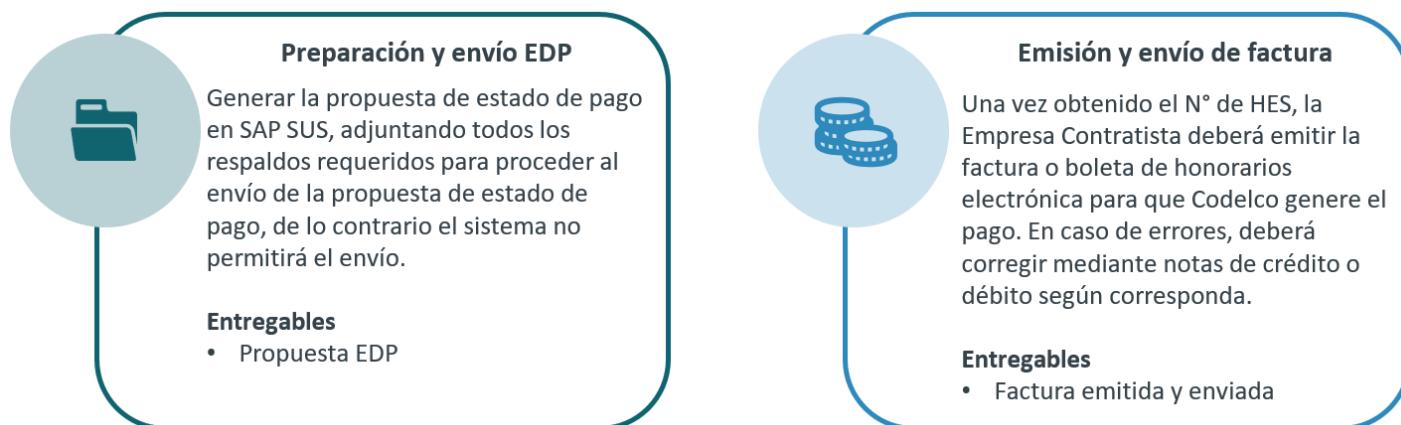 Preparación y envío EDP
Generar la propuesta de estado de pago
en SAP SUS, adjuntando todos los
respaldos requeridos para proceder al
envío de la propuesta de estado de
pago, de lo contrario el sistema no
permitirá el envío.
Entregables
• Propuesta EDP
Emisión y envío de factura
Una vez obtenido el N° de HES, la
Empresa Contratista deberá emitir la
factura o boleta de honorarios
electrónica para que Codelco genere el
pago. En caso de errores, deberá
corregir mediante notas de crédito o
débito según corresponda.
Entregables
• Factura emitida y enviada